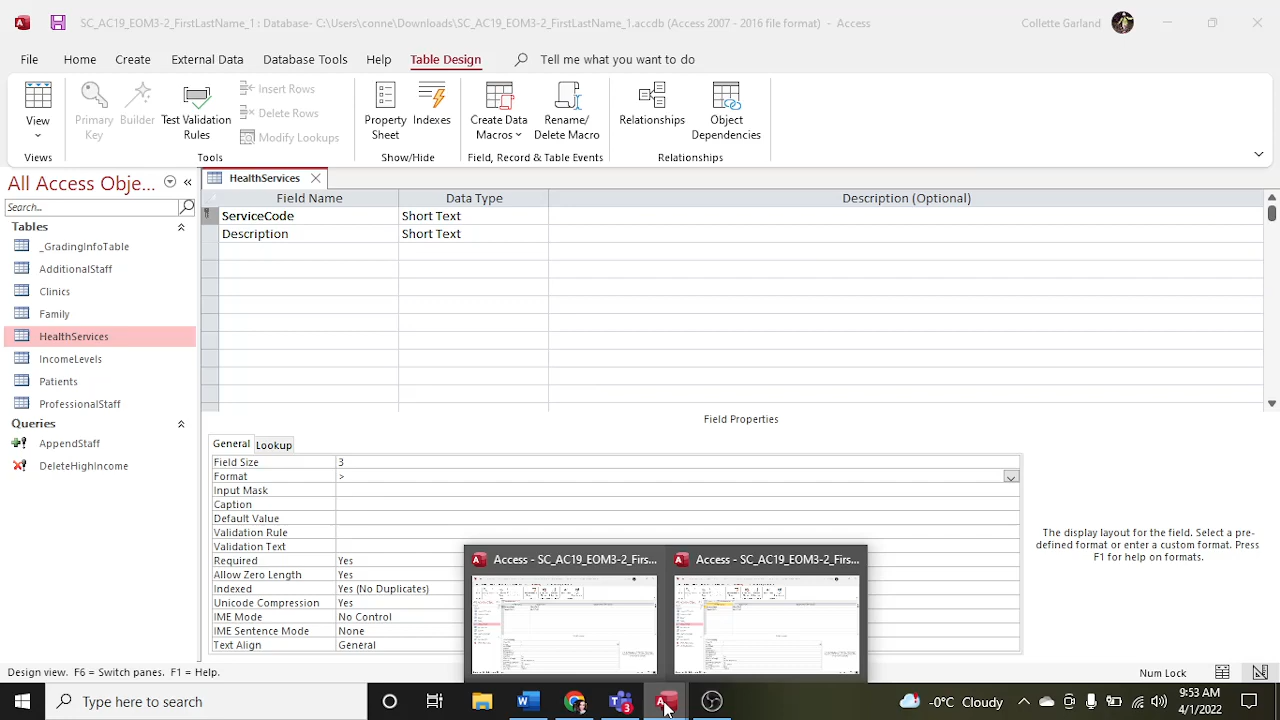 SC_AC19_EOM3-2_FirstLastName_1 : Database- C:\Users\conne\Downloads\SC_AC19_EOM3-2_FirstLastName_1.accdb (Access 2007 - 2016 file format) - Access
Collette Garland
File Home Create External Data Database Tools Help Table Design Tell me what you want to do
View
Views
Primary Key
Builder
Test Validation Rules
Insert Rows
Delete Rows
Modify Lookups
Tools
Property Sheet
Indexes
Show/Hide
Create Data Macros
Rename/ Delete Macro
Field, Record & Table Events
Relationships
Object Dependencies
Relationships
All Access Obje...
Search...
Tables
_GradingInfoTable
AdditionalStaff
Clinics
Family
HealthServices
IncomeLevels
Patients
ProfessionalStaff
Queries
AppendStaff
DeleteHighIncome
HealthServices
Field Name Data Type Description (Optional)
ServiceCode Short Text
Description Short Text
Field Properties
General Lookup
Field Size 3
Format >
Input Mask
Caption
Default Value
Validation Rule
Validation Text
Required Yes
Allow Zero Length Yes
Indexed Yes (No Duplicates)
Unicode Compression Yes
IME Mode No Control
IME Sentence Mode None
Text Align General
The display layout for the field. Select a pre-
defined format or enter a custom format. Press
F1 for help on formats.
Access - SC_AC19_EOM3-2_Firs...
Access - SC_AC19_EOM3-2_Firs...
Design view. F6 = Switch panes. F1 = Help.
Num Lock
Type here to search
3
-0°C Cloudy
9:53 AM
4/1/2022